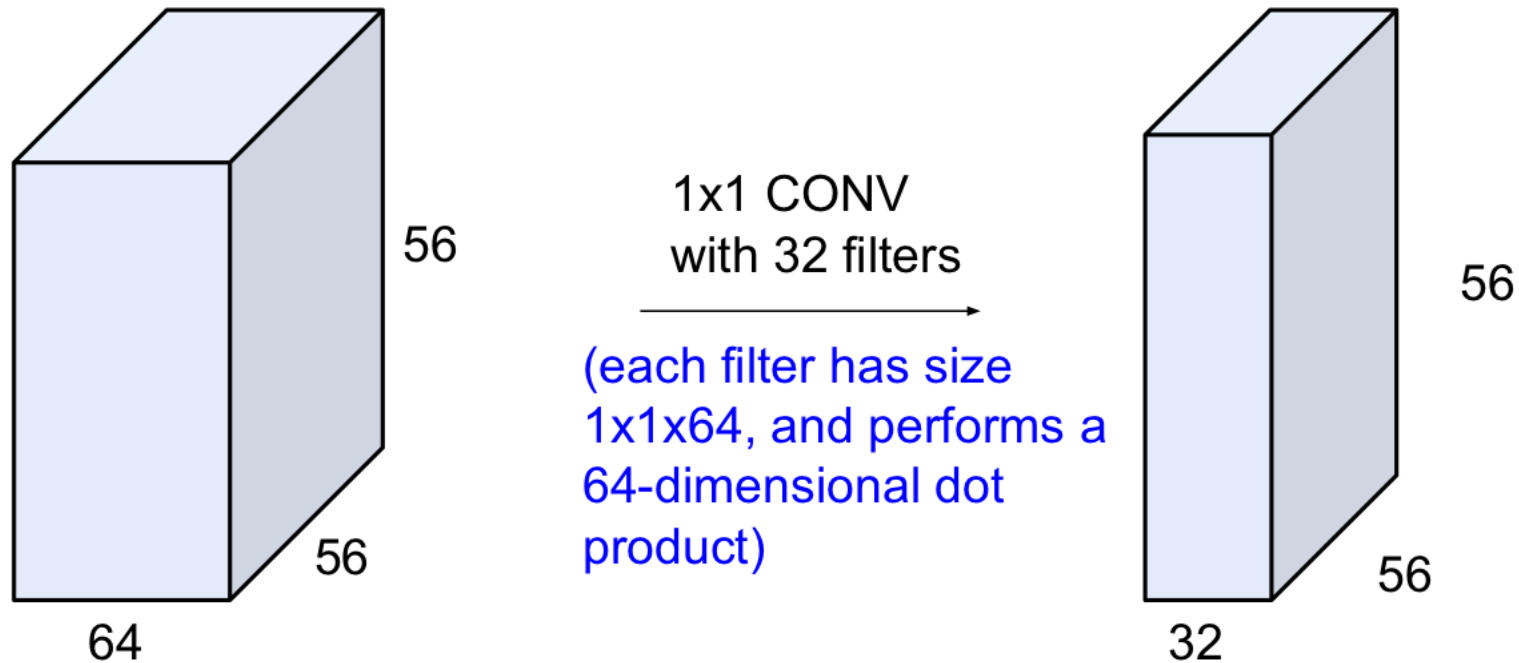 56
56
64
1x1 CONV
with 32 filters
(each filter has size
1x1x64, and performs a
64-dimensional dot
product)
56
56
32